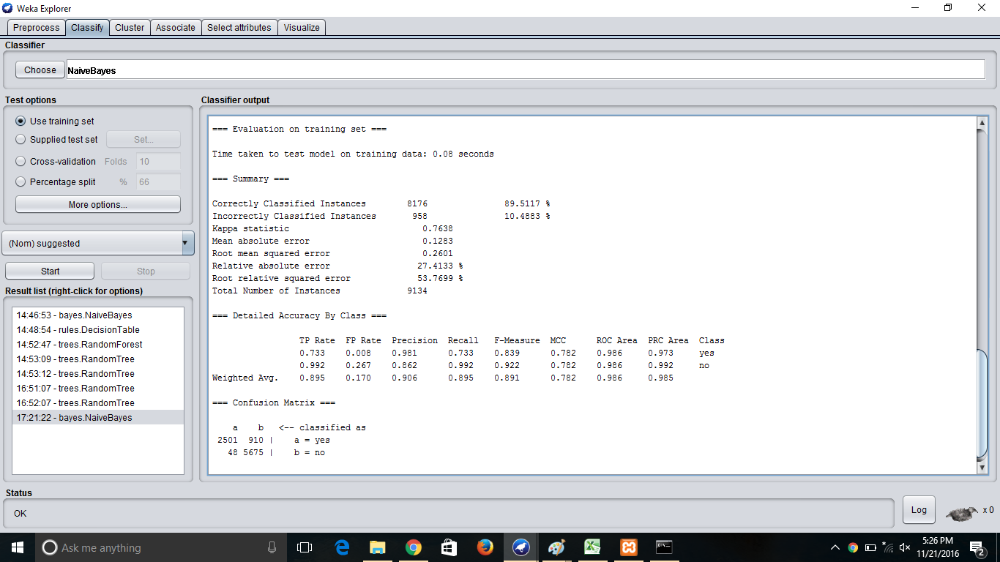 Weka Explorer
Preprocess Classify Cluster Associate Select attributes Visualize
Classifier
Choose NaiveBayes
Test options
Use training set
Supplied test set Set...
Cross-validation Folds 10
Percentage split % 66
More options...
(Nom) suggested
Start Stop
Result list (right-click for options)
14:46:53 - bayes.NaiveBayes
14:48:54 - rules.DecisionTable
14:52:47 - trees.RandomForest
14:53:09 - trees.RandomTree
14:53:12 - trees.RandomTree
16:51:07 - trees.RandomTree
16:52:07 - trees.RandomTree
17:21:22 - bayes.NaiveBayes
Classifier output
=== Evaluation on training set ===
Time taken to test model on training data: 0.08 seconds
=== Summary ===
Correctly Classified Instances 8176 89.5117 %
Incorrectly Classified Instances 958 10.4883 %
Kappa statistic 0.7638
Mean absolute error 0.1283
Root mean squared error 0.2601
Relative absolute error 27.4133 %
Root relative squared error 53.7699 %
Total Number of Instances 9134
=== Detailed Accuracy By Class ===
TP Rate FP Rate Precision Recall F-Measure MCC ROC Area PRC Area Class
0.733 0.008 0.981 0.733 0.839 0.782 0.986 0.973 yes
0.992 0.267 0.862 0.992 0.922 0.782 0.986 0.992 no
Weighted Avg. 0.895 0.170 0.906 0.895 0.891 0.782 0.986 0.985
=== Confusion Matrix ===
a b <-- classified as
2501 910 | a = yes
48 5675 | b = no
Status
OK
Log
x 0
Ask me anything
5:26 PM
11/21/2016
2